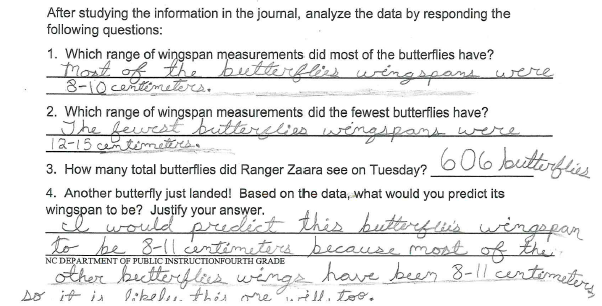 After studying the information in the journal, analyze the data by responding the
following questions:
1. Which range of wingspan measurements did most of the butterflies have?
Most of the butterflies wingspans were
8-10 centimeters.
2. Which range of wingspan measurements did the fewest butterflies have?
The fewest butterflies wingspans were
12-15 centimeters.
3. How many total butterflies did Ranger Zaara see on Tuesday? 606 butterflies
4. Another butterfly just landed! Based on the data, what would you predict its
wingspan to be? Justify your answer.
I would predict this butterflis wingspan
to be 8-11 centimeters because most of the
NC DEPARTMENT OF PUBLIC INSTRUCTIONFOURTH GRADE
other butterflies wings have been 8-11 centimeters
so it is likely this one will too.